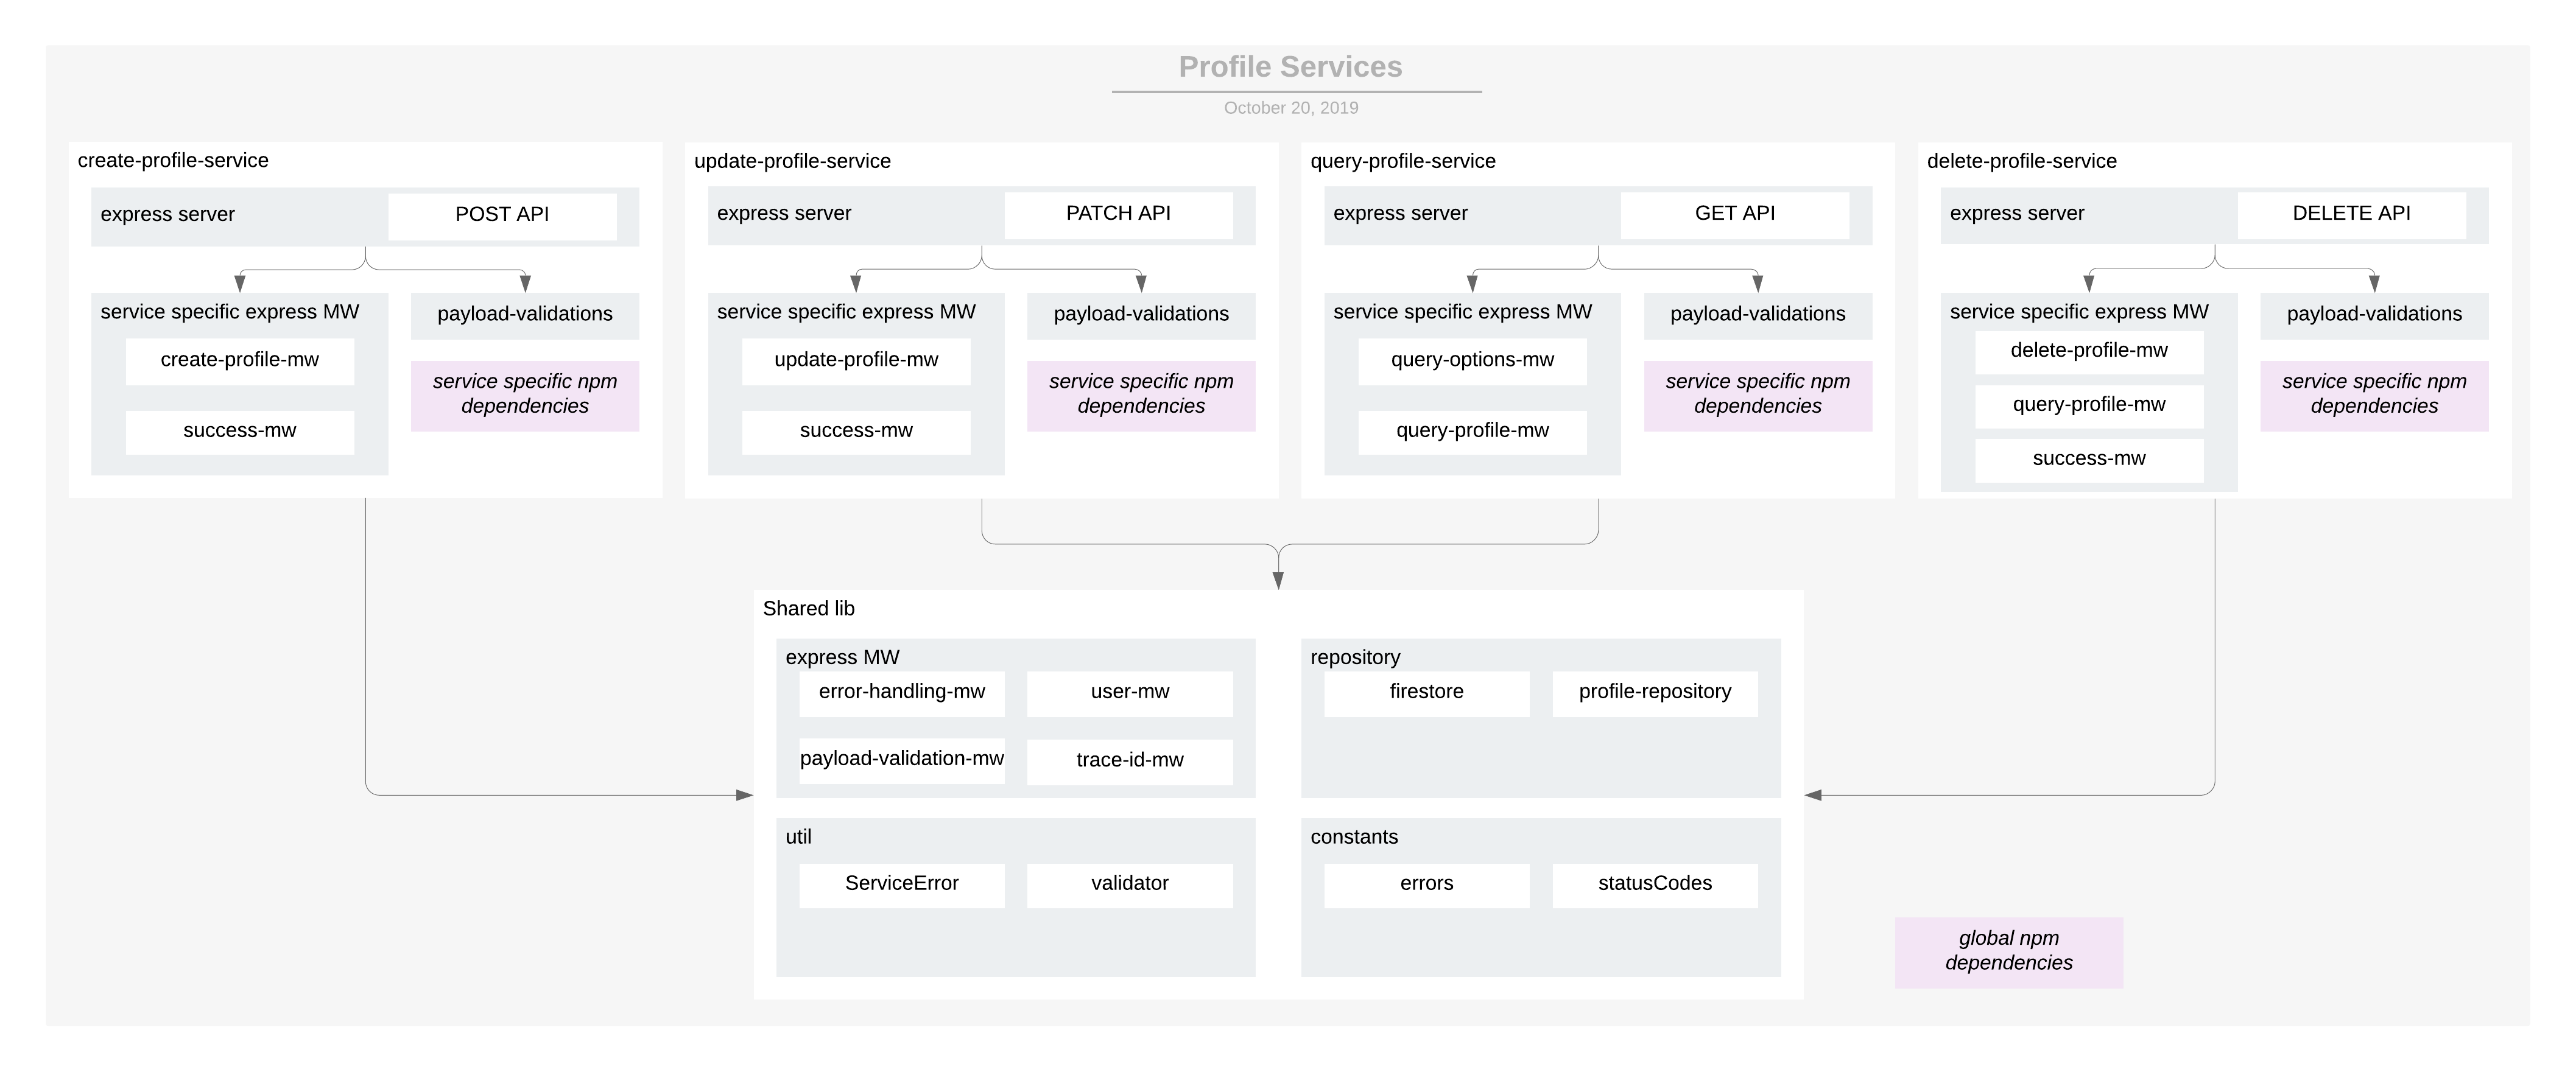 Profile Services
October 20, 2019
create-profile-service
express server
POST API
service specific express MW
create-profile-mw
success-mw
payload-validations
service specific npm
dependencies
update-profile-service
express server
PATCH API
service specific express MW
update-profile-mw
success-mw
payload-validations
service specific npm
dependencies
query-profile-service
express server
GET API
service specific express MW
query-options-mw
query-profile-mw
payload-validations
service specific npm
dependencies
delete-profile-service
express server
DELETE API
service specific express MW
delete-profile-mw
query-profile-mw
success-mw
payload-validations
service specific npm
dependencies
Shared lib
express MW
error-handling-mw
user-mw
payload-validation-mw
trace-id-mw
repository
firestore
profile-repository
util
ServiceError
validator
constants
errors
statusCodes
global npm
dependencies